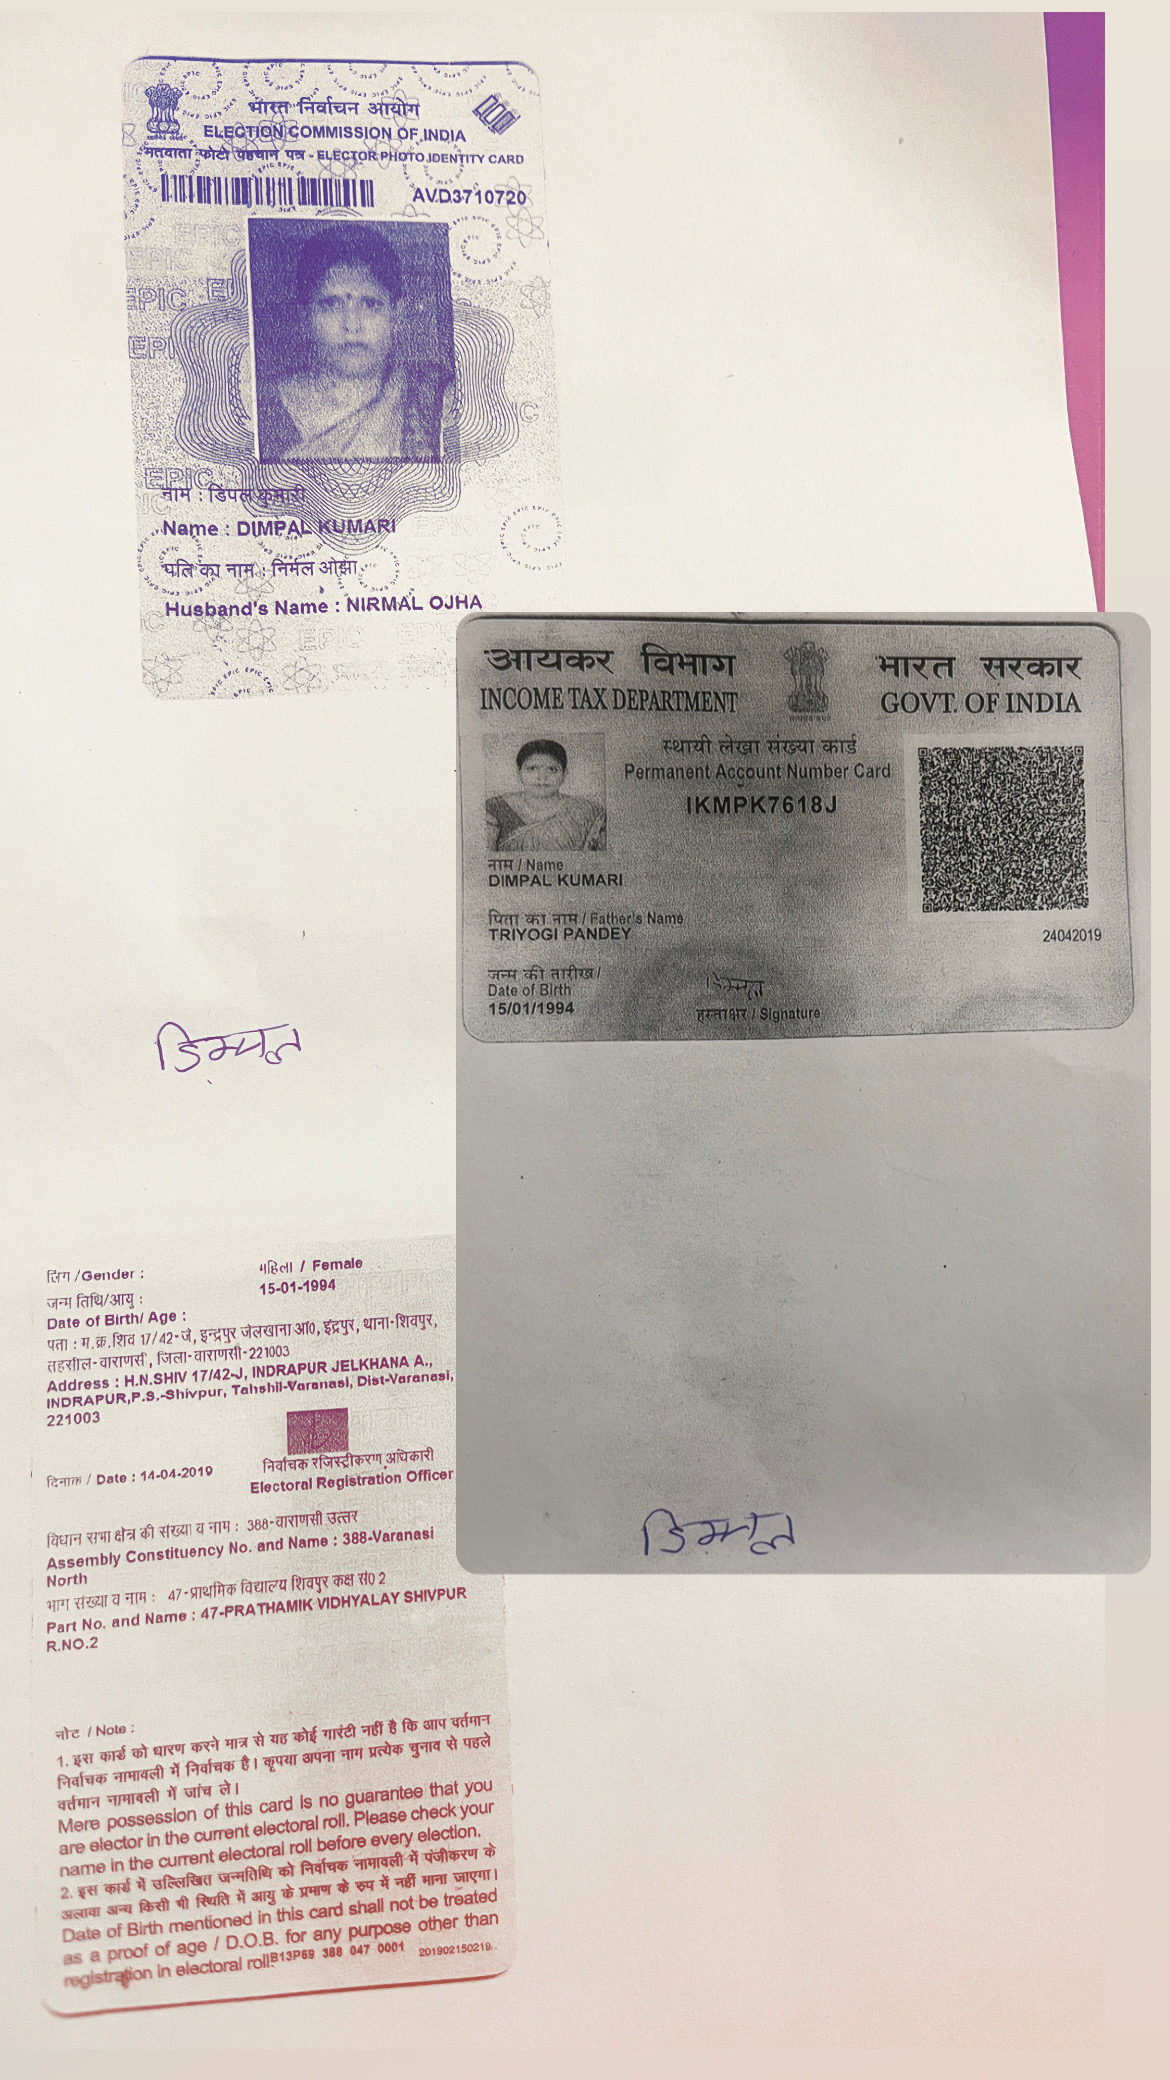 भारत निर्वाचन आयोग
ELECTION COMMISSION OF INDIA
मतदाता फोटो पहचान पत्र - ELECTOR PHOTO IDENTITY CARD
AVD3710720
नाम : डिंपल कुमारी
Name : DIMPAL KUMARI
पति का नाम : निर्मल ओझा
Husband's Name : NIRMAL OJHA
आयकर विभाग भारत सरकार
INCOME TAX DEPARTMENT GOVT. OF INDIA
स्थायी लेखा संख्या कार्ड
Permanent Account Number Card
IKMPK7618J
नाम / Name
DIMPAL KUMARI
पिता का नाम / Father's Name
TRIYOGI PANDEY
24042019
जन्म की तारीख /
Date of Birth
15/01/1994
डिम्पल
हस्ताक्षर / Signature
डिम्पल
लिंग /Gender : महिला / Female
जन्म तिथि/आयु : 15-01-1994
Date of Birth/ Age :
पता : म.क्र.शिव 17/42-जे, इन्द्रपुर जेलखाना आ0, इंद्रपुर, थाना-शिवपुर,
तहसील-वाराणसी, जिला-वाराणसी-221003
Address : H.N.SHIV 17/42-J, INDRAPUR JELKHANA A.,
INDRAPUR,P.S.-Shivpur, Tahshil-Varanasi, Dist-Varanasi,
221003
दिनांक / Date : 14-04-2019
निर्वाचक रजिस्ट्रीकरण अधिकारी
Electoral Registration Officer
विधान सभा क्षेत्र की संख्या व नाम : 388-वाराणसी उत्तर
Assembly Constituency No. and Name : 388-Varanasi
North
भाग संख्या व नाम : 47-प्राथमिक विद्यालय शिवपुर कक्ष सं0 2
Part No. and Name : 47-PRATHAMIK VIDHYALAY SHIVPUR
R.NO.2
डिम्पल
नोट / Note :
1. इस कार्ड को धारण करने मात्र से यह कोई गारंटी नहीं है कि आप वर्तमान
निर्वाचक नामावली में निर्वाचक है। कृपया अपना नाम प्रत्येक चुनाव से पहले
वर्तमान नामावली में जांच ले।
Mere possession of this card is no guarantee that you
are elector in the current electoral roll. Please check your
name in the current electoral roll before every election.
2. इस कार्ड में उल्लिखित जन्मतिथि को निर्वाचक नामावली में पंजीकरण के
अलावा अन्य किसी भी स्थिति में आयु के प्रमाण के रुप में नहीं माना जाएगा।
Date of Birth mentioned in this card shall not be treated
as a proof of age / D.O.B. for any purpose other than
registration in electoral roll. B13P69 388 047 0001 201902150219